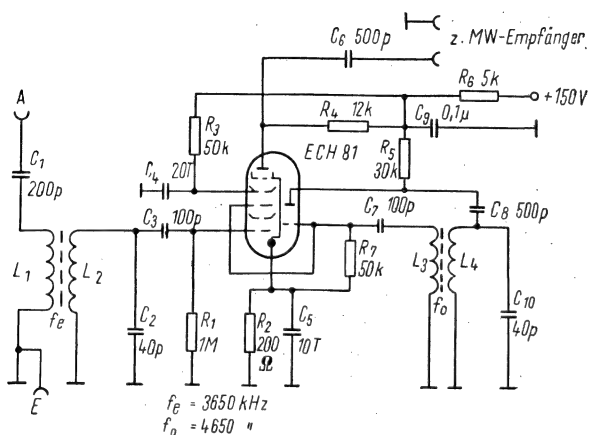 C6 500p
z. MW-Empfänger
R6 5k
+150V
A
R4 12k
C9 0,1µ
R3
50k
ECH 81
R5
30k
C1
200p
C4 20T
C3 100p
C7 100p
C8 500p
L1
L2
R7
50k
L3
L4
fe
fo
C2
40p
R1
1M
R2
200
Ω
C5
10T
C10
40p
E
fe = 3650 kHz
fo = 4650 "